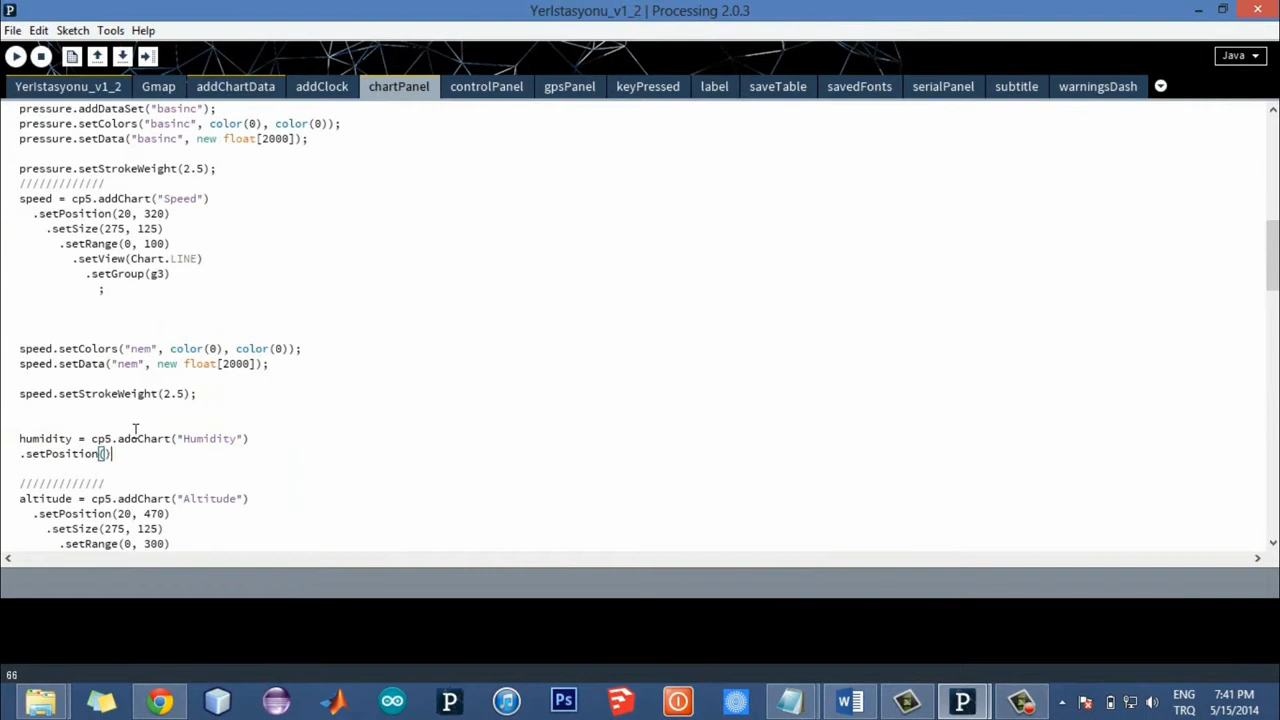 YerIstasyonu_v1_2 | Processing 2.0.3
File Edit Sketch Tools Help
Java
YerIstasyonu_v1_2 Gmap addChartData addClock chartPanel controlPanel gpsPanel keyPressed label saveTable savedFonts serialPanel subtitle warningsDash
pressure.addDataSet("basinc");
pressure.setColors("basinc", color(0), color(0));
pressure.setData("basinc", new float[2000]);
pressure.setStrokeWeight(2.5);
/////////////
speed = cp5.addChart("Speed")
.setPosition(20, 320)
.setSize(275, 125)
.setRange(0, 100)
.setView(Chart.LINE)
.setGroup(g3)
;
speed.setColors("nem", color(0), color(0));
speed.setData("nem", new float[2000]);
speed.setStrokeWeight(2.5);
humidity = cp5.addChart("Humidity")
.setPosition()
/////////////
altitude = cp5.addChart("Altitude")
.setPosition(20, 470)
.setSize(275, 125)
.setRange(0, 300)
66
ENG 7:41 PM
TRQ 5/15/2014